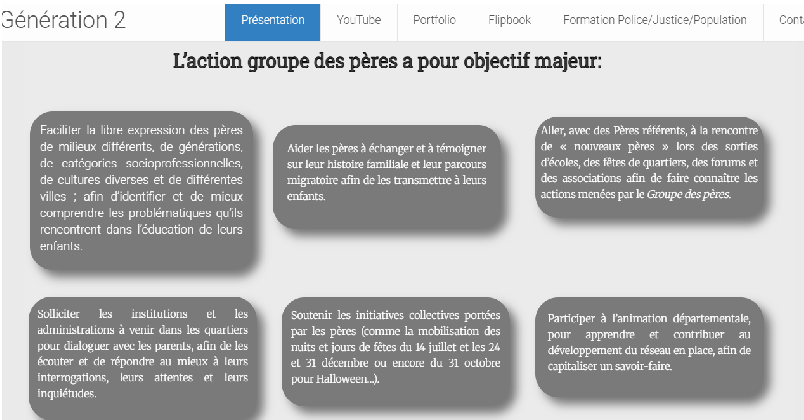 Génération 2
Présentation
YouTube
Portfolio
Flipbook
Formation Police/Justice/Population
L'action groupe des pères a pour objectif majeur:
Faciliter la libre expression des pères
de milieux différents, de générations,
de catégories socioprofessionnelles,
de cultures diverses et de différentes
villes ; afin d'identifier et de mieux
comprendre les problématiques qu'ils
rencontrent dans l'éducation de leurs
enfants.
Aider les pères à échanger et à témoigner
sur leur histoire familiale et leur parcours
migratoire afin de les transmettre à leurs
enfants.
Aller, avec des Pères référents, à la rencontre
de « nouveaux pères » lors des sorties
d'écoles, des fêtes de quartiers, des forums et
des associations afin de faire connaître les
actions menées par le Groupe des pères.
Solliciter les institutions et les
administrations à venir dans les quartiers
pour dialoguer avec les parents, afin de les
écouter et de répondre au mieux à leurs
interrogations, leurs attentes et leurs
inquiétudes.
Soutenir les initiatives collectives portées
par les pères (comme la mobilisation des
nuits et jours de fêtes du 14 juillet et les 24
et 31 décembre ou encore du 31 octobre
pour Halloween...).
Participer à l'animation départementale,
pour apprendre et contribuer au
développement du réseau en place, afin de
capitaliser un savoir-faire.